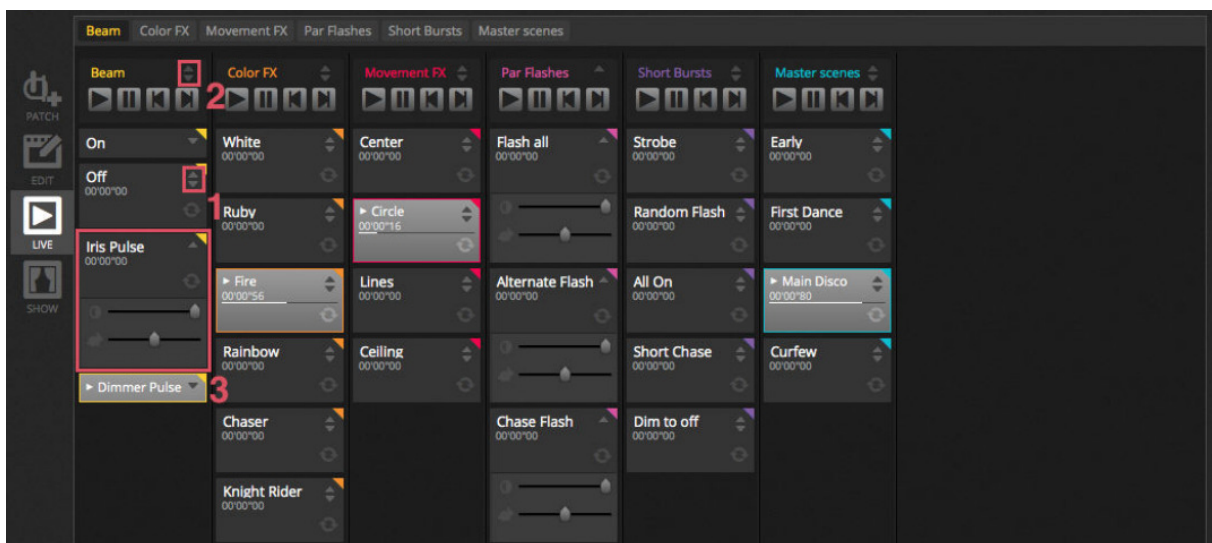 Beam Color FX Movement FX Par Flashes Short Bursts Master scenes
PATCH
EDIT
LIVE
SHOW
Beam
2
On
Off
00'00"00
1
Iris Pulse
00'00"00
▸ Dimmer Pulse
3
Color FX
White
00'00"00
Ruby
00'00"00
▸ Fire
00'00"56
Rainbow
00'00"00
Chaser
00'00"00
Knight Rider
00'00"00
Movement FX
Center
00'00"00
▸ Circle
00'00"16
Lines
00'00"00
Ceiling
00'00"00
Par Flashes
Flash all
00'00"00
Alternate Flash
00'00"00
Chase Flash
00'00"00
Short Bursts
Strobe
00'00"00
Random Flash
00'00"00
All On
00'00"00
Short Chase
00'00"00
Dim to off
00'00"00
Master scenes
Early
00'00"00
First Dance
00'00"00
▸ Main Disco
00'00"80
Curfew
00'00"00